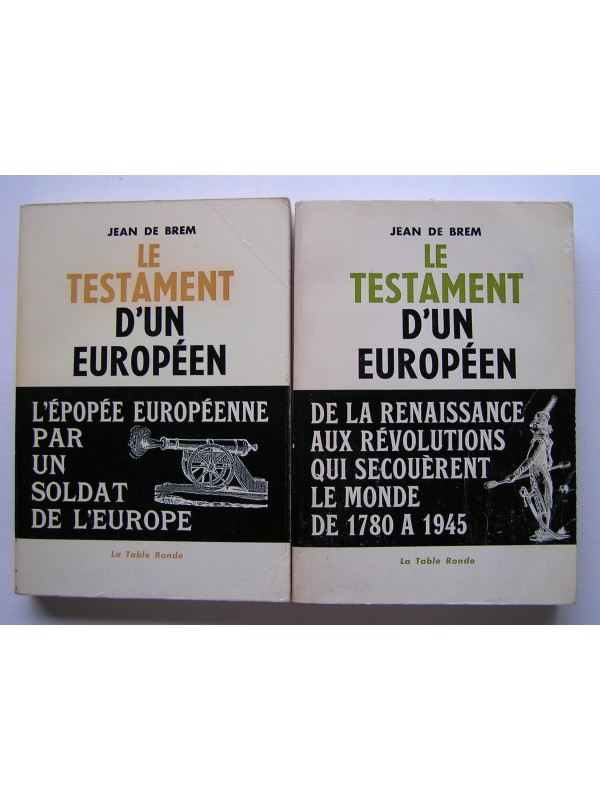 JEAN DE BREM
LE
TESTAMENT
D'UN
EUROPÉEN
L'ÉPOPÉE EUROPÉENNE
PAR
UN
SOLDAT
DE L'EUROPE
La Table Ronde
JEAN DE BREM
LE
TESTAMENT
D'UN
EUROPÉEN
DE LA RENAISSANCE
AUX RÉVOLUTIONS
QUI SECOUÈRENT
LE MONDE
DE 1780 A 1945
La Table Ronde